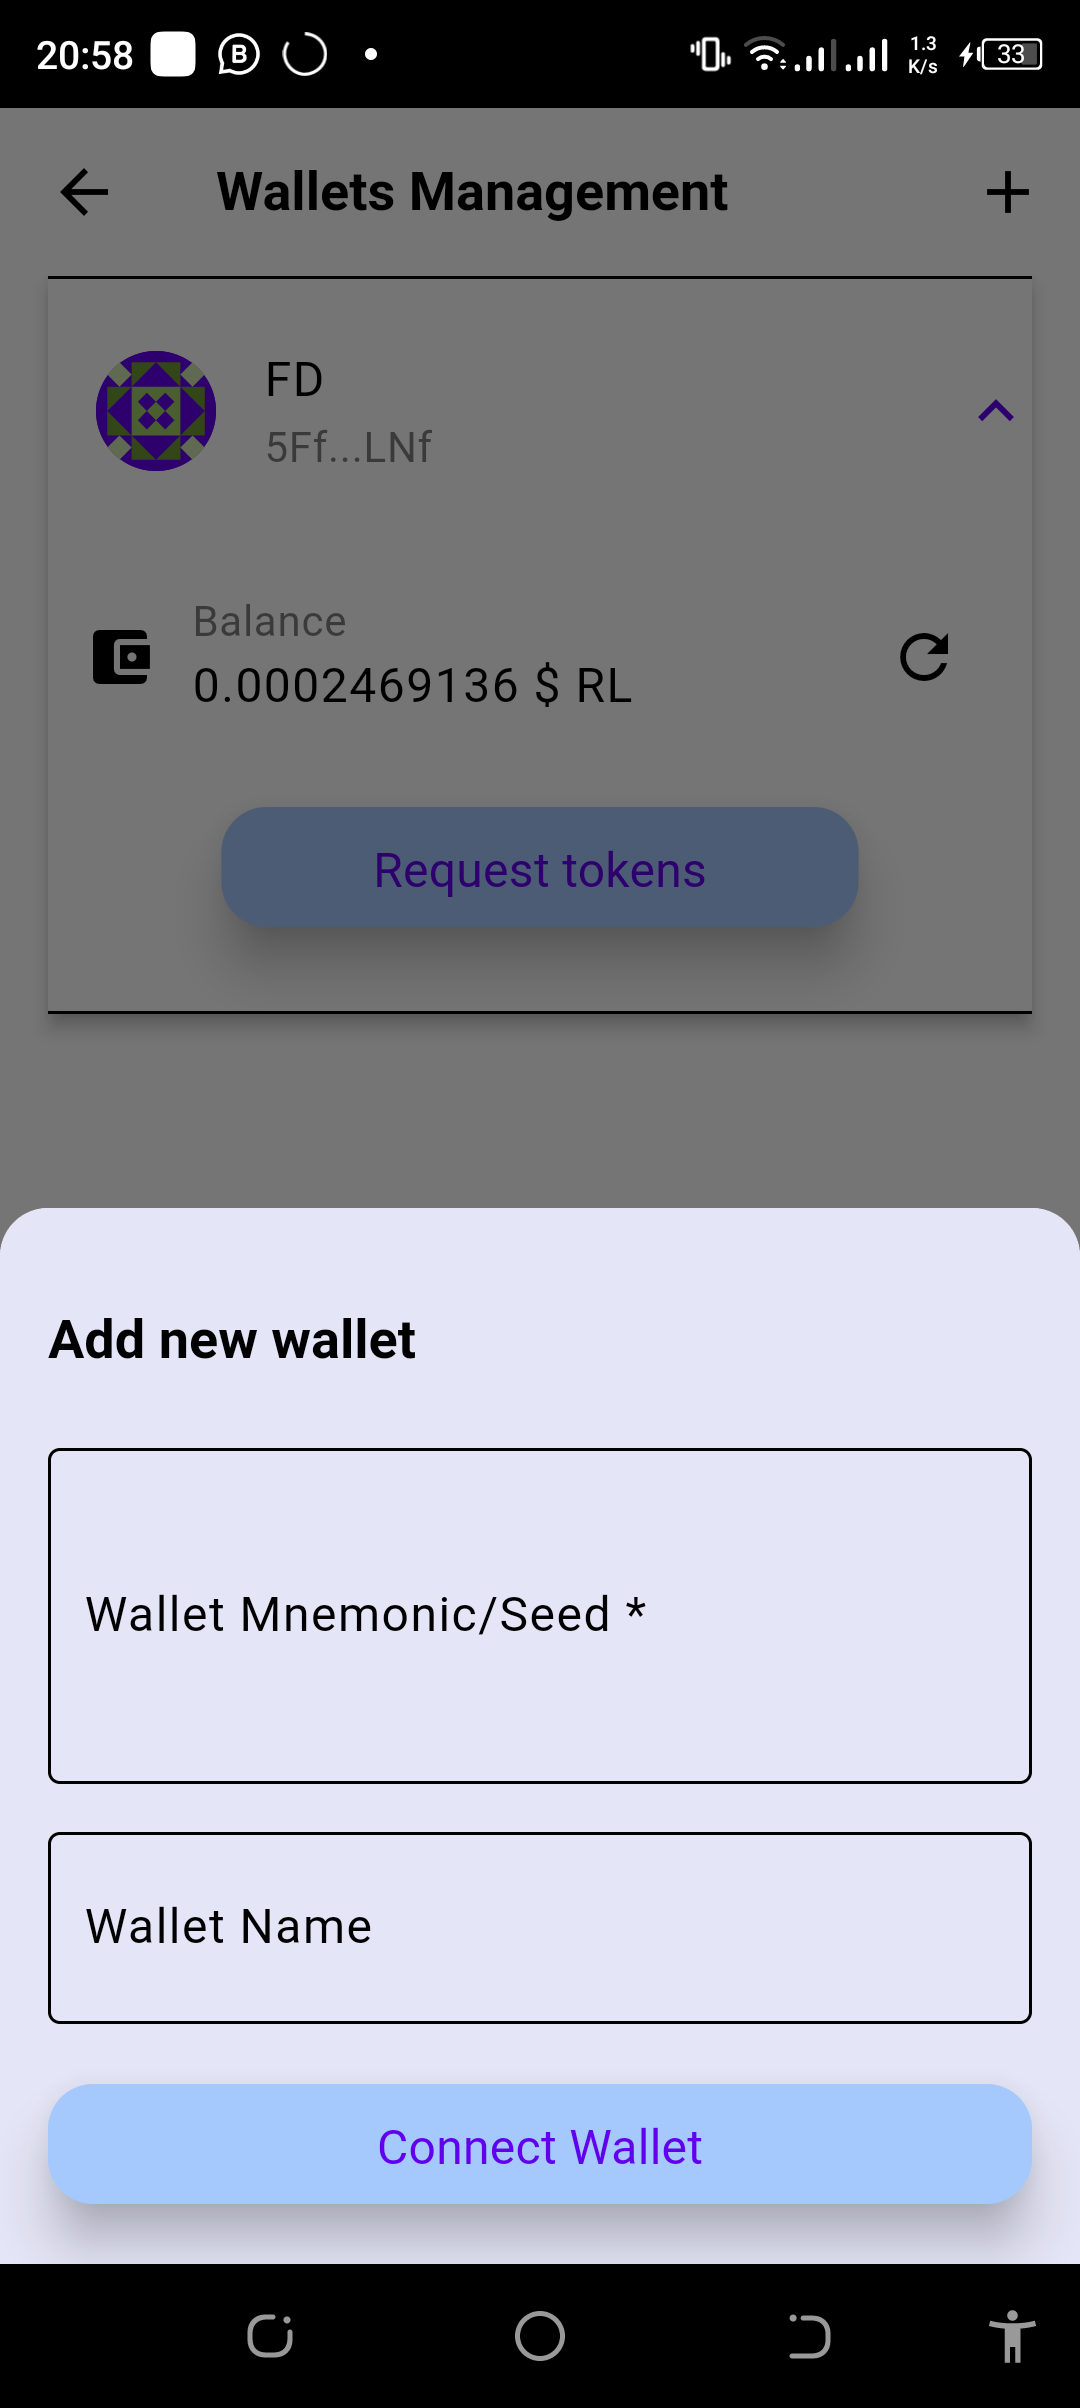 20:58
1.3
K/s
33
Wallets Management
FD
5Ff...LNf
Balance
0.0002469136 $ RL
Request tokens
Add new wallet
Wallet Mnemonic/Seed *
Wallet Name
Connect Wallet